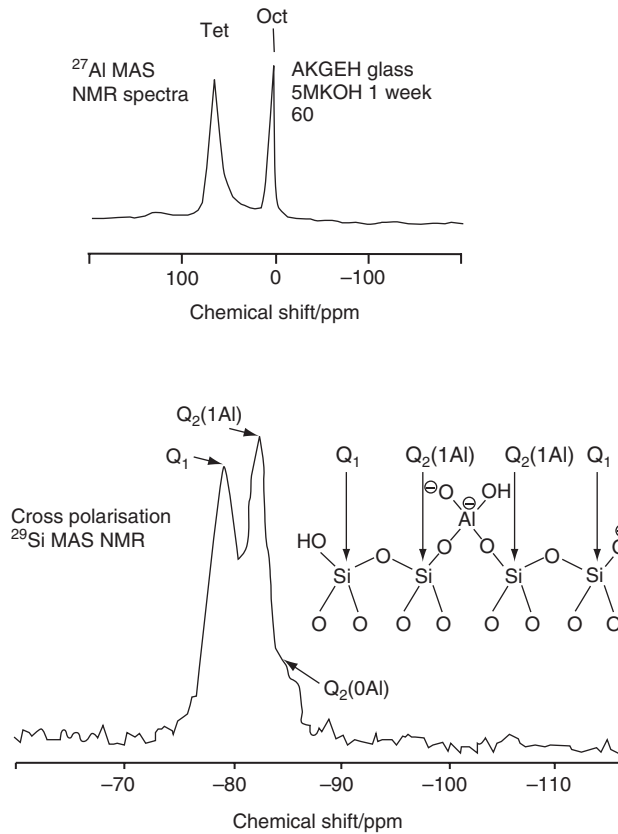 Oct
Tet
²⁷Al MAS
NMR spectra
AKGEH glass
5MKOH 1 week
60
100 0 −100
Chemical shift/ppm
Q₂(1Al)
Q₁
Cross polarisation
²⁹Si MAS NMR
Q₁ Q₂(1Al) Q₂(1Al) Q₁
⊖O OH
Al ⊖
HO O O O O O ⊖
Si Si Si Si
O O O O O O O O
Q₂(0Al)
−70 −80 −90 −100 −110
Chemical shift/ppm